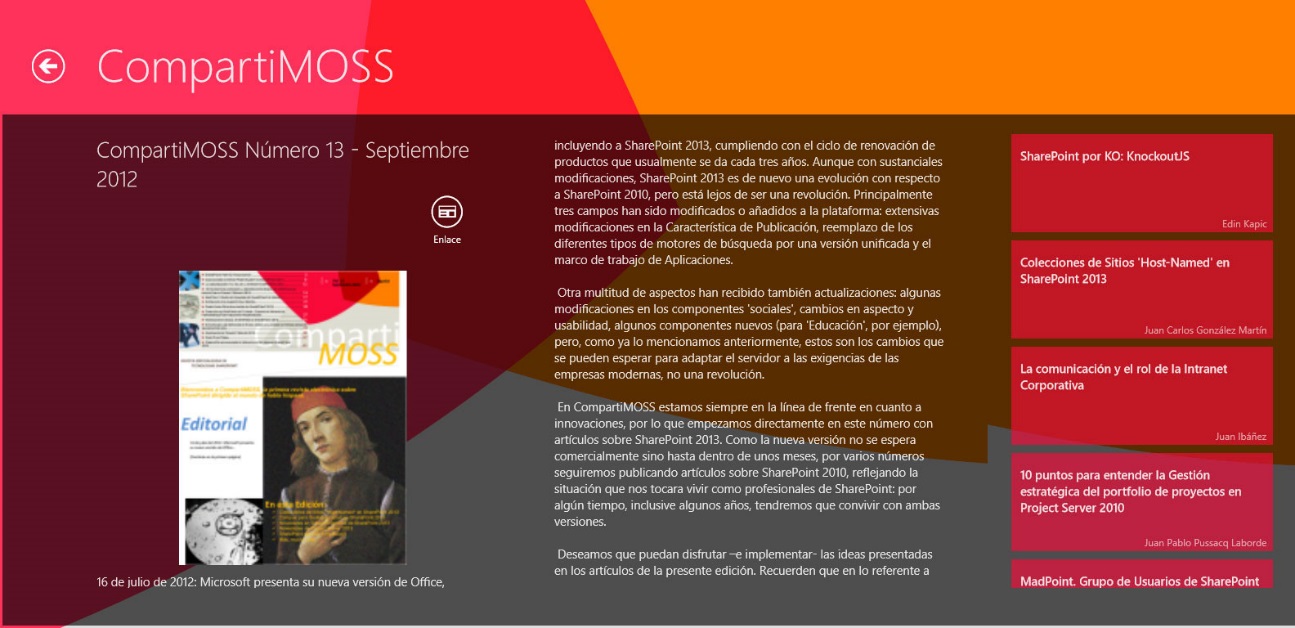 CompartiMOSS
CompartiMOSS Número 13 - Septiembre
2012
Enlace
Comparti
MOSS
Editorial
En esta Edición
16 de julio de 2012: Microsoft presenta su nueva versión de Office,
incluyendo a SharePoint 2013, cumpliendo con el ciclo de renovación de
productos que usualmente se da cada tres años. Aunque con sustanciales
modificaciones, SharePoint 2013 es de nuevo una evolución con respecto
a SharePoint 2010, pero está lejos de ser una revolución. Principalmente
tres campos han sido modificados o añadidos a la plataforma: extensivas
modificaciones en la Característica de Publicación, reemplazo de los
diferentes tipos de motores de búsqueda por una versión unificada y el
marco de trabajo de Aplicaciones.
Otra multitud de aspectos han recibido también actualizaciones: algunas
modificaciones en los componentes 'sociales', cambios en aspecto y
usabilidad, algunos componentes nuevos (para 'Educación', por ejemplo),
pero, como ya lo mencionamos anteriormente, estos son los cambios que
se pueden esperar para adaptar el servidor a las exigencias de las
empresas modernas, no una revolución.
En CompartiMOSS estamos siempre en la línea de frente en cuanto a
innovaciones, por lo que empezamos directamente en este número con
artículos sobre SharePoint 2013. Como la nueva versión no se espera
comercialmente sino hasta dentro de unos meses, por varios números
seguiremos publicando artículos sobre SharePoint 2010, reflejando la
situación que nos tocara vivir como profesionales de SharePoint: por
algún tiempo, inclusive algunos años, tendremos que convivir con ambas
versiones.
Deseamos que puedan disfrutar –e implementar- las ideas presentadas
en los artículos de la presente edición. Recuerden que en lo referente a
SharePoint por KO: KnockoutJS
Edin Kapic
Colecciones de Sitios 'Host-Named' en
SharePoint 2013
Juan Carlos González Martín
La comunicación y el rol de la Intranet
Corporativa
Juan Ibáñez
10 puntos para entender la Gestión
estratégica del portfolio de proyectos en
Project Server 2010
Juan Pablo Pussacq Laborde
MadPoint. Grupo de Usuarios de SharePoint